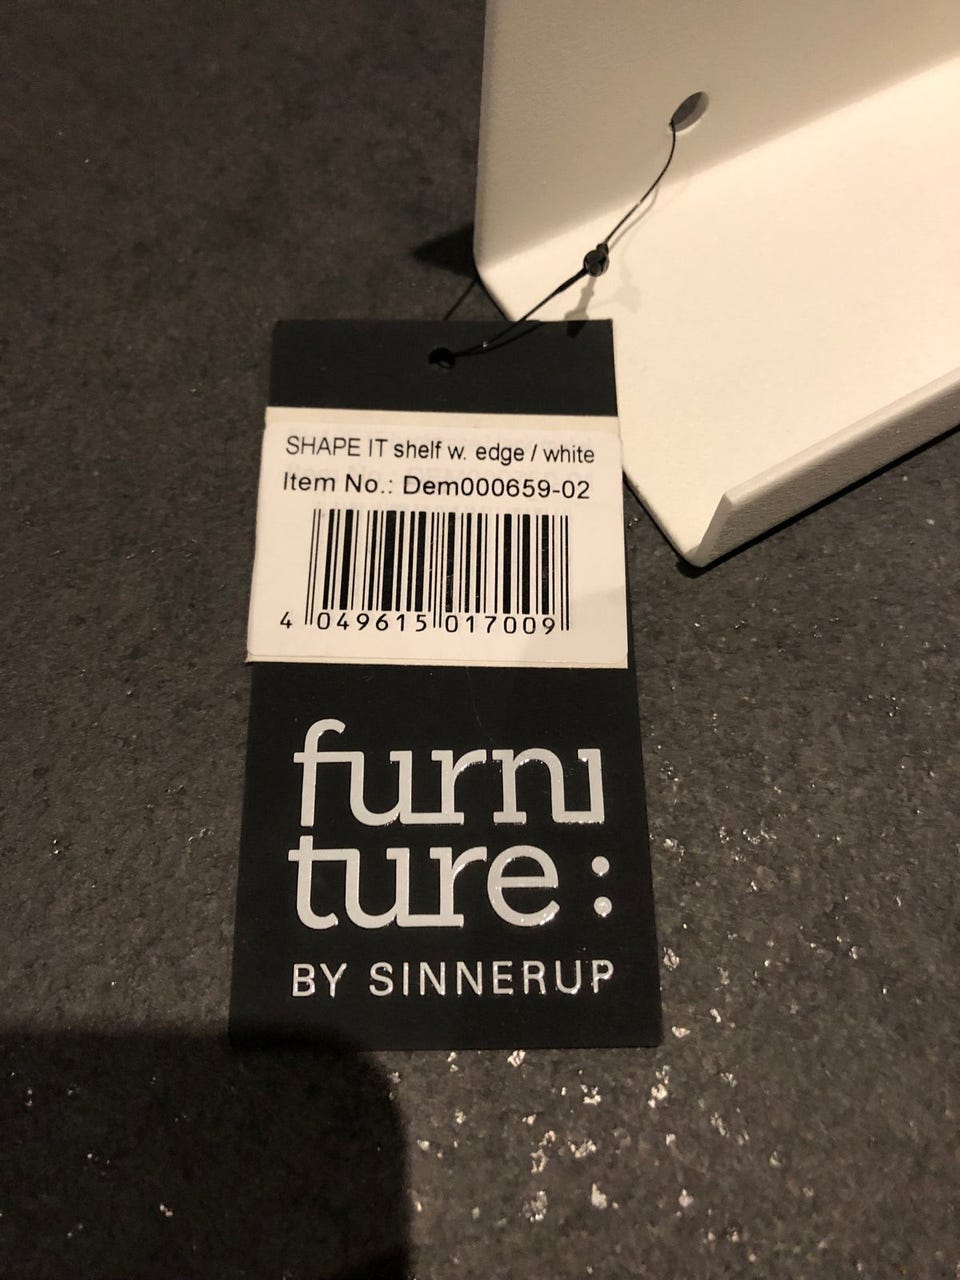 SHAPE IT shelf w. edge / white
Item No.: Dem000659-02
4 049615 017009
furni
ture:
BY SINNERUP